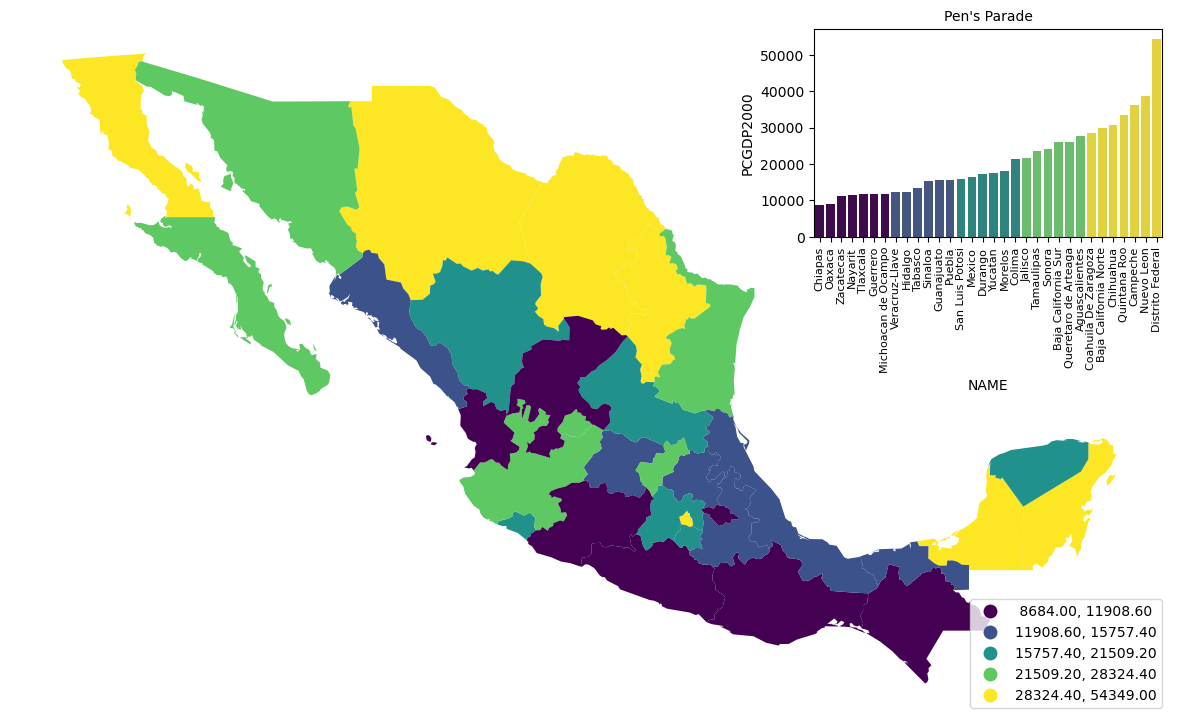 Pen's Parade
PCGDP2000
50000
40000
30000
20000
10000
0
Chiapas
Oaxaca
Zacatecas
Nayarit
Tlaxcala
Guerrero
Michoacan de Ocampo
Veracruz-Llave
Hidalgo
Tabasco
Sinaloa
Guanajuato
Puebla
San Luis Potosi
Mexico
Durango
Yucatan
Morelos
Colima
Jalisco
Tamaulipas
Sonora
Baja California Sur
Queretaro de Arteaga
Aguascalientes
Coahuila De Zaragoza
Baja California Norte
Chihuahua
Quintana Roo
Campeche
Nuevo Leon
Distrito Federal
NAME
8684.00, 11908.60
11908.60, 15757.40
15757.40, 21509.20
21509.20, 28324.40
28324.40, 54349.00